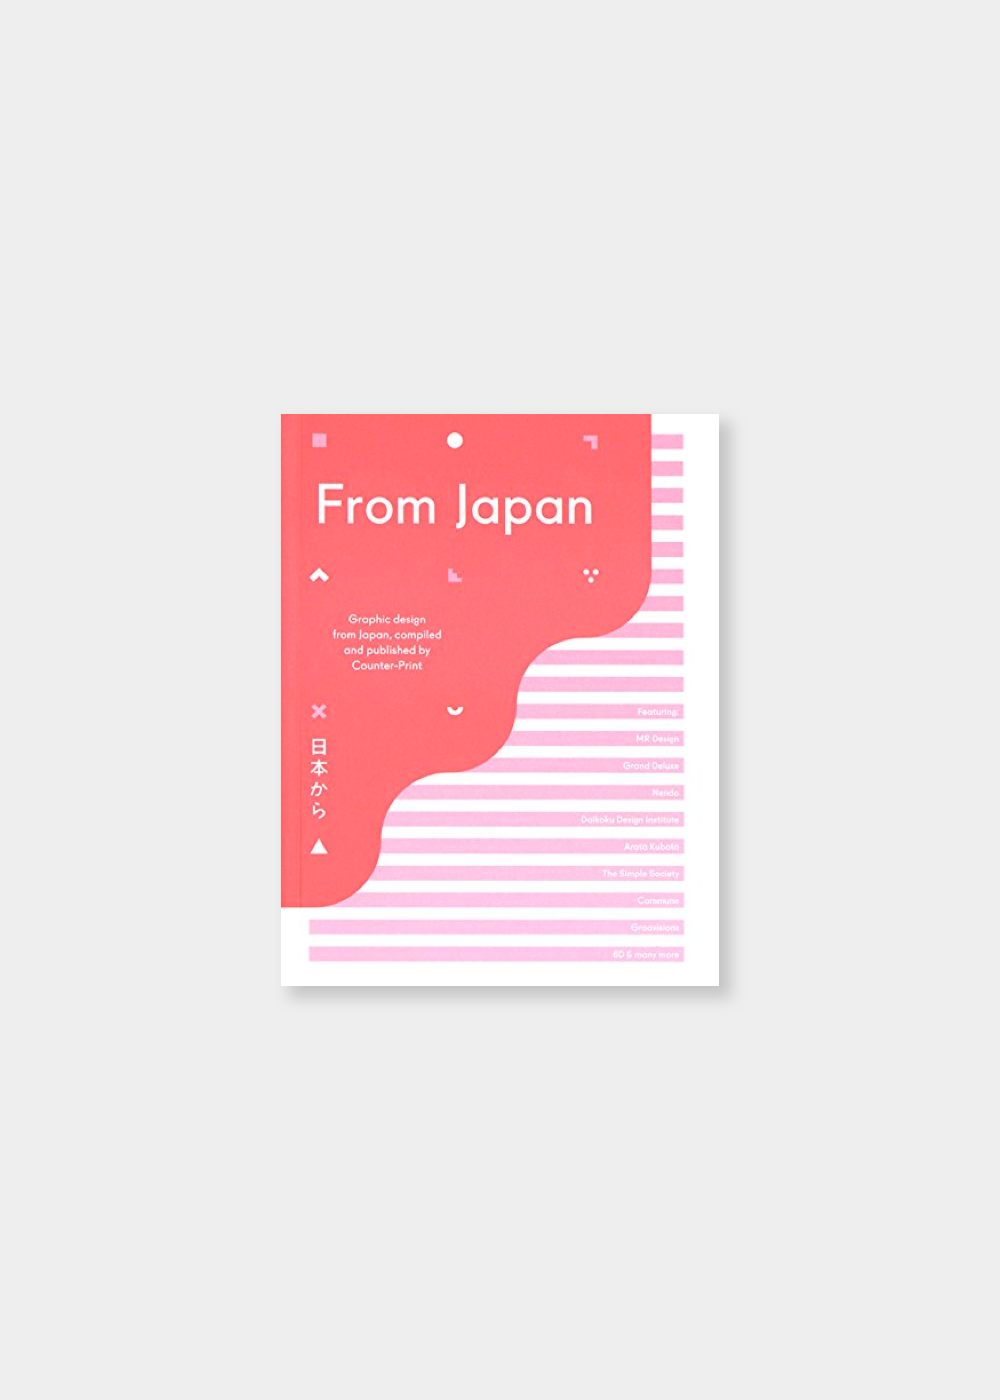 From Japan
Graphic design
from Japan, compiled
and published by
Counter-Print
日本から
Featuring:
MR Design
Grand Deluxe
Nendo
Daikoku Design Institute
Arata Kubota
The Simple Society
Commune
Groovisions
6D & many more